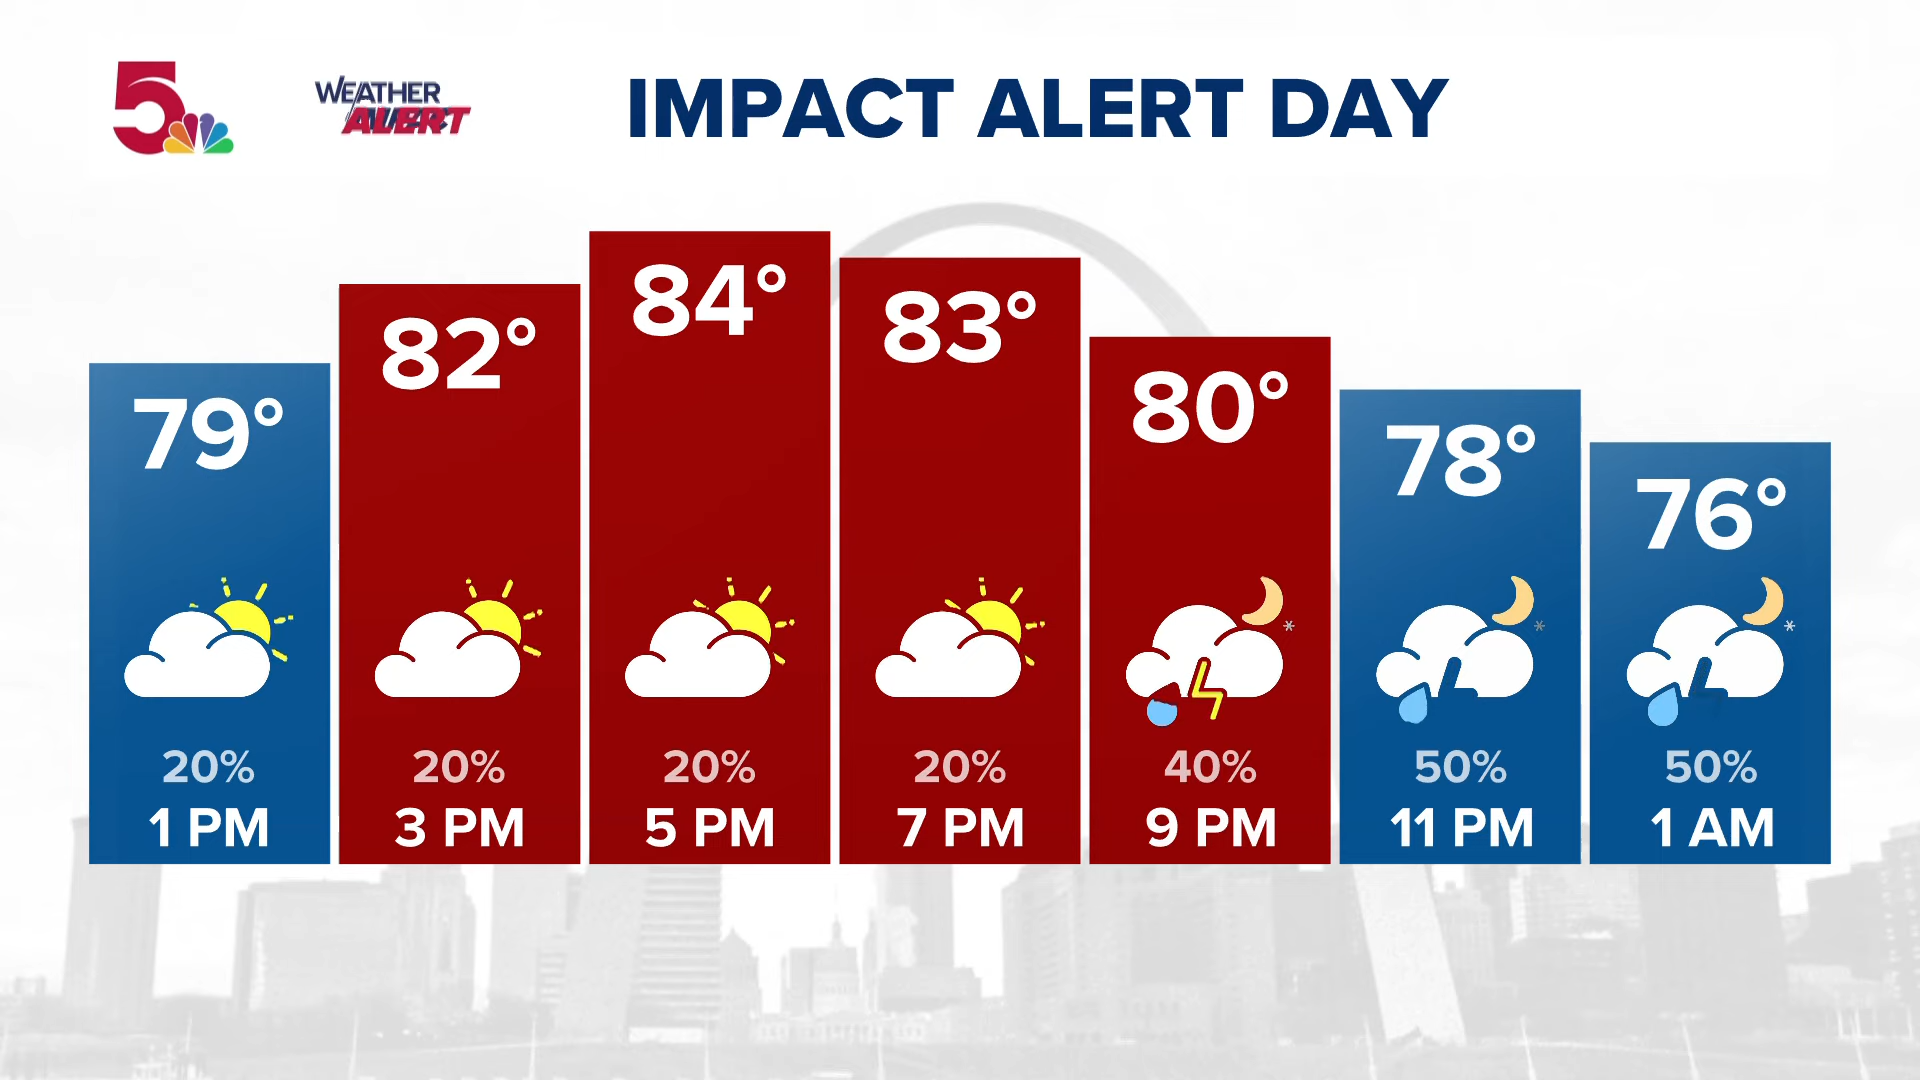 5
WEATHER
ALERT
IMPACT ALERT DAY
79°
82°
84°
83°
80°
78°
76°
20%
20%
20%
20%
40%
50%
50%
1 PM
3 PM
5 PM
7 PM
9 PM
11 PM
1 AM